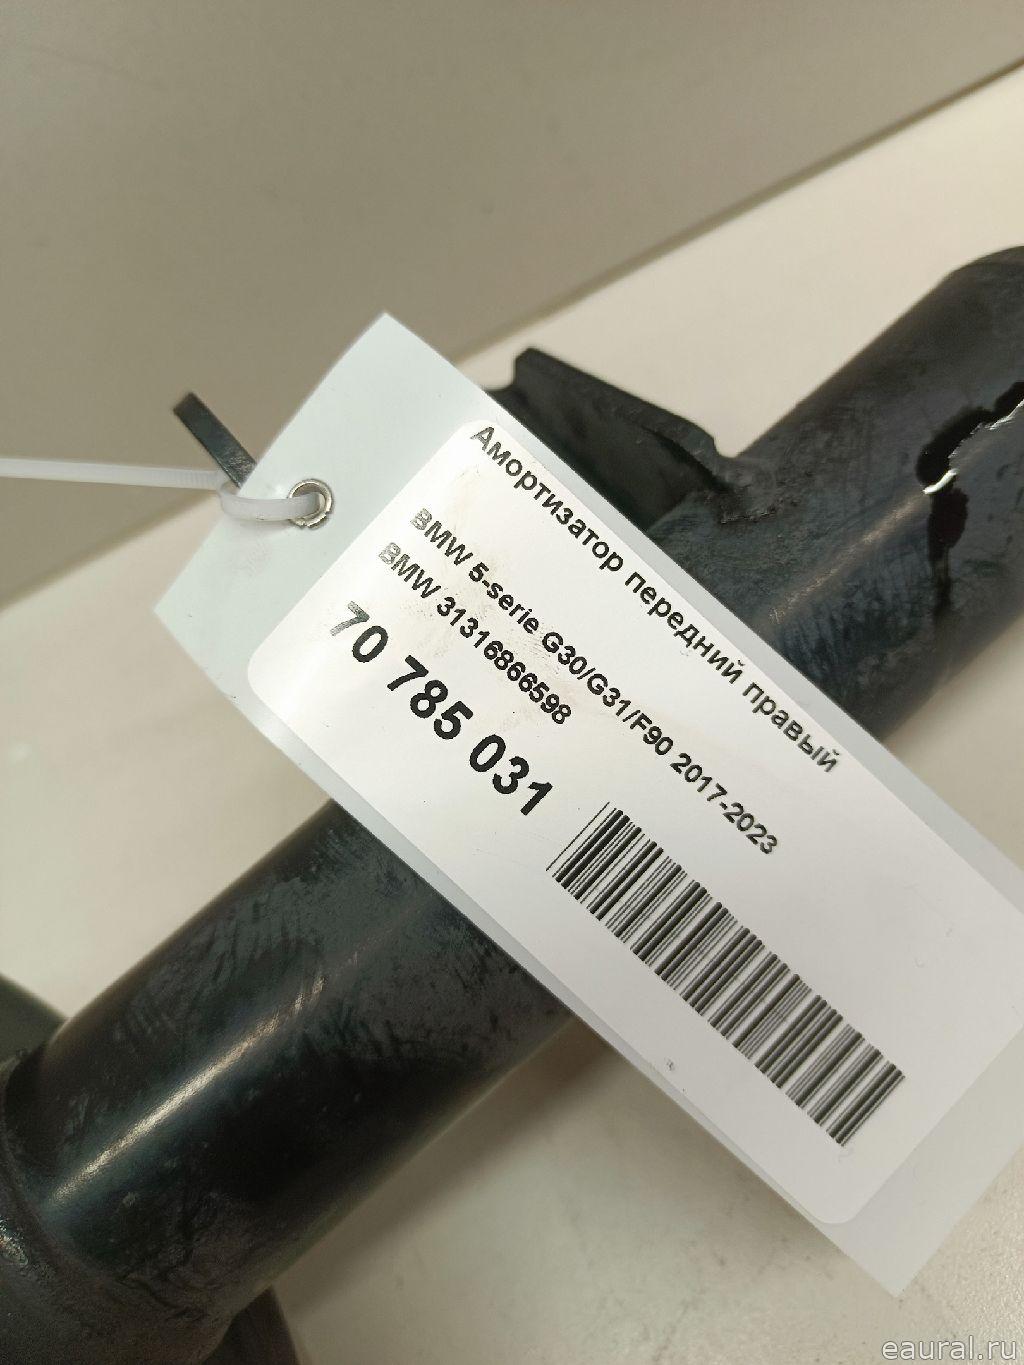 Амортизатор передний правый
BMW 5-serie G30/G31/F90 2017-2023
BMW 31316866598
70 785 031
eaural.ru